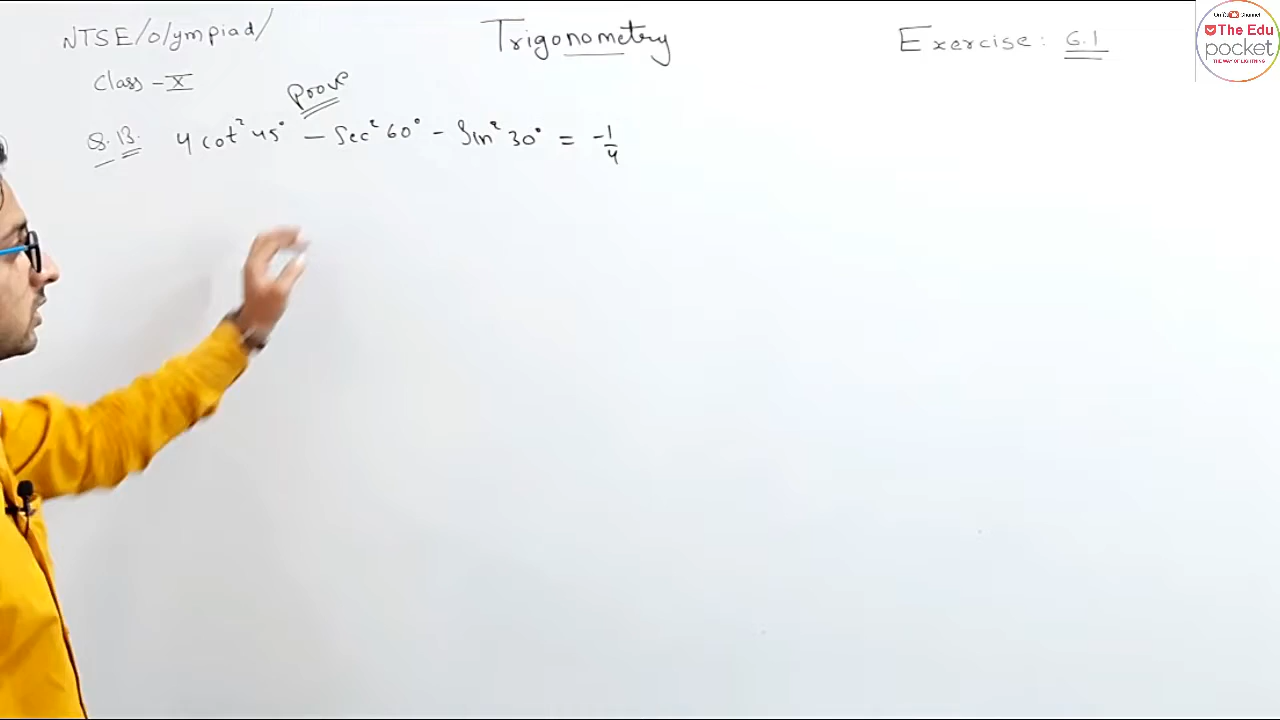 NTSE/Olympiad/
Trigonometry
Exercise: 6.1
Class - X
Prove
Q.13. 4 cot² 45° - Sec² 60° - Sin² 30° = -1/4
The Edu
pocket